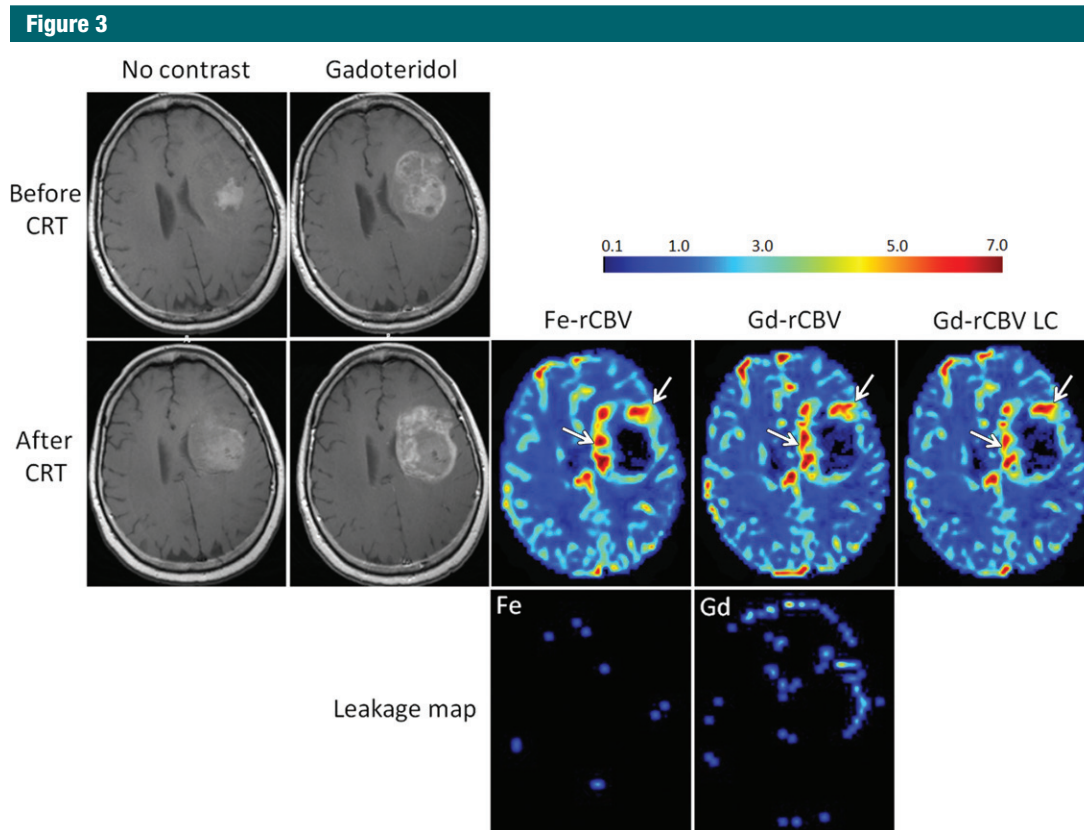 Figure 3
No contrast
Gadoteridol
Before
CRT
0.1 1.0 3.0 5.0 7.0
Fe-rCBV
Gd-rCBV
Gd-rCBV LC
After
CRT
Fe
Gd
Leakage map